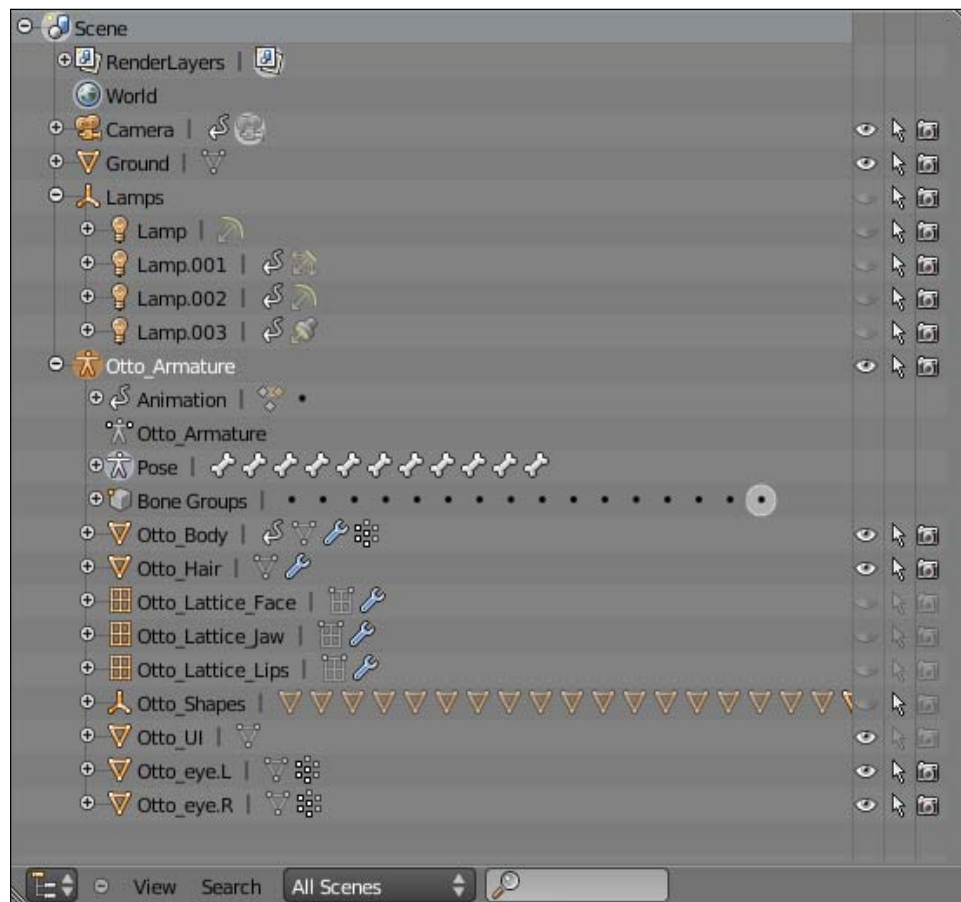 Scene
RenderLayers |
World
Camera |
Ground |
Lamps
Lamp |
Lamp.001 |
Lamp.002 |
Lamp.003 |
Otto_Armature
Animation |
Otto_Armature
Pose |
Bone Groups |
Otto_Body |
Otto_Hair |
Otto_Lattice_Face |
Otto_Lattice_Jaw |
Otto_Lattice_Lips |
Otto_Shapes |
Otto_UI |
Otto_eye.L |
Otto_eye.R |
View Search All Scenes